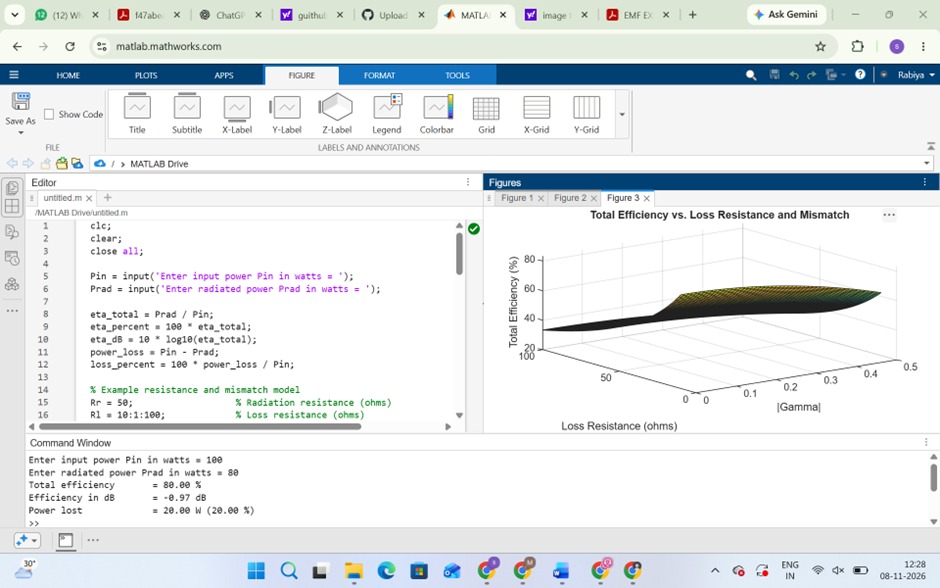 (12) Wh
f47abe
ChatGP
guithub
Upload
MATLA
image
EMF EX
Ask Gemini
matlab.mathworks.com
S
HOME PLOTS APPS FIGURE FORMAT TOOLS
Rabiya
Save As
Show Code
Title Subtitle X-Label Y-Label Z-Label Legend Colorbar Grid X-Grid Y-Grid
FILE LABELS AND ANNOTATIONS
/ > MATLAB Drive
Editor
untitled.m
/MATLAB Drive/untitled.m
1 clc;
2 clear;
3 close all;
4
5 Pin = input('Enter input power Pin in watts = ');
6 Prad = input('Enter radiated power Prad in watts = ');
7
8 eta_total = Prad / Pin;
9 eta_percent = 100 * eta_total;
10 eta_dB = 10 * log10(eta_total);
11 power_loss = Pin - Prad;
12 loss_percent = 100 * power_loss / Pin;
13
14 % Example resistance and mismatch model
15 Rr = 50; % Radiation resistance (ohms)
16 Rl = 10:1:100; % Loss resistance (ohms)
Figures
Figure 1 Figure 2 Figure 3
Total Efficiency vs. Loss Resistance and Mismatch
Total Efficiency (%)
80
60
40
20
100
50
0
0
0.1
0.2
0.3
0.4
0.5
|Gamma|
Loss Resistance (ohms)
Command Window
Enter input power Pin in watts = 100
Enter radiated power Prad in watts = 80
Total efficiency = 80.00 %
Efficiency in dB = -0.97 dB
Power lost = 20.00 W (20.00 %)
>>
30°
ENG
IN
12:28
08-11-2026